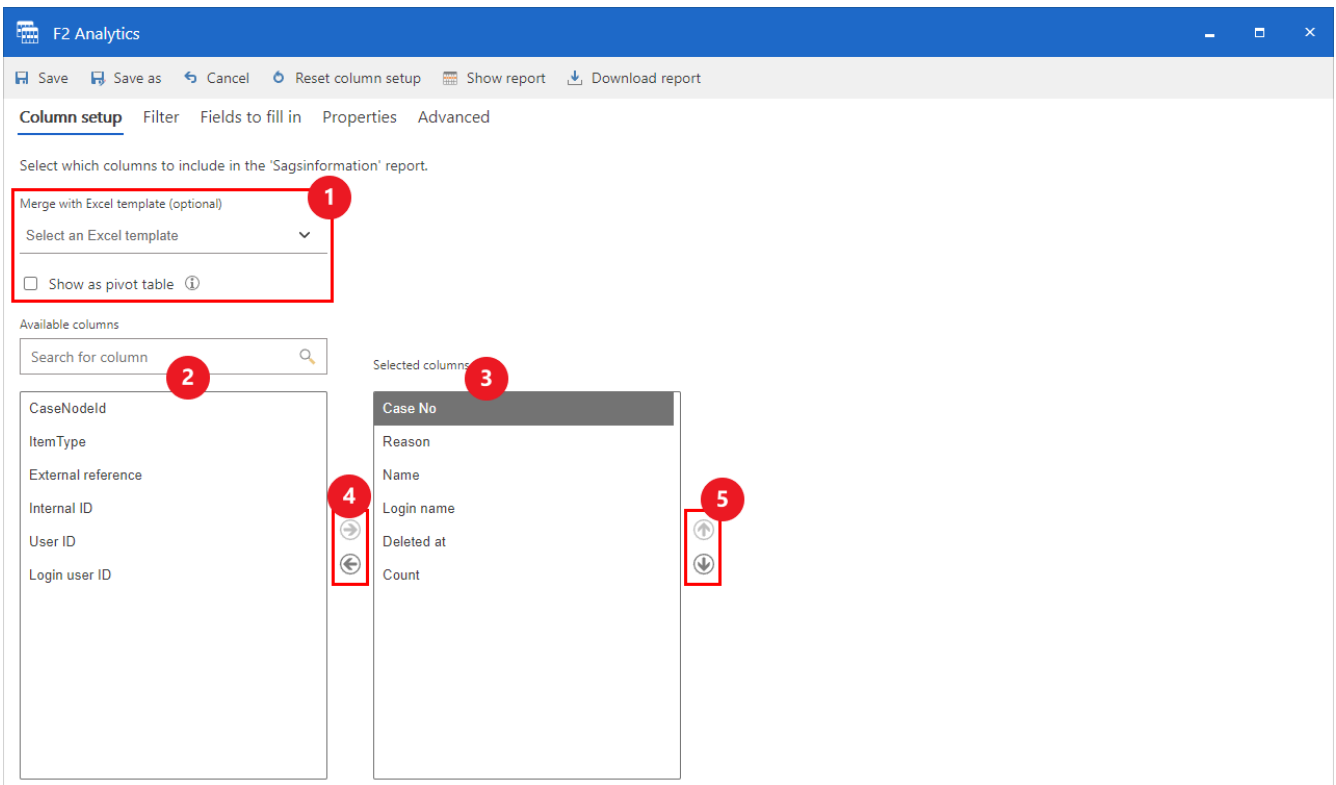 F2 Analytics
Save Save as Cancel Reset column setup Show report Download report
Column setup Filter Fields to fill in Properties Advanced
Select which columns to include in the 'Sagsinformation' report.
1
Merge with Excel template (optional)
Select an Excel template
Show as pivot table
Available columns
Search for column
2
CaseNodeId
ItemType
External reference
Internal ID
User ID
Login user ID
4
Selected columns
3
Case No
Reason
Name
Login name
Deleted at
Count
5